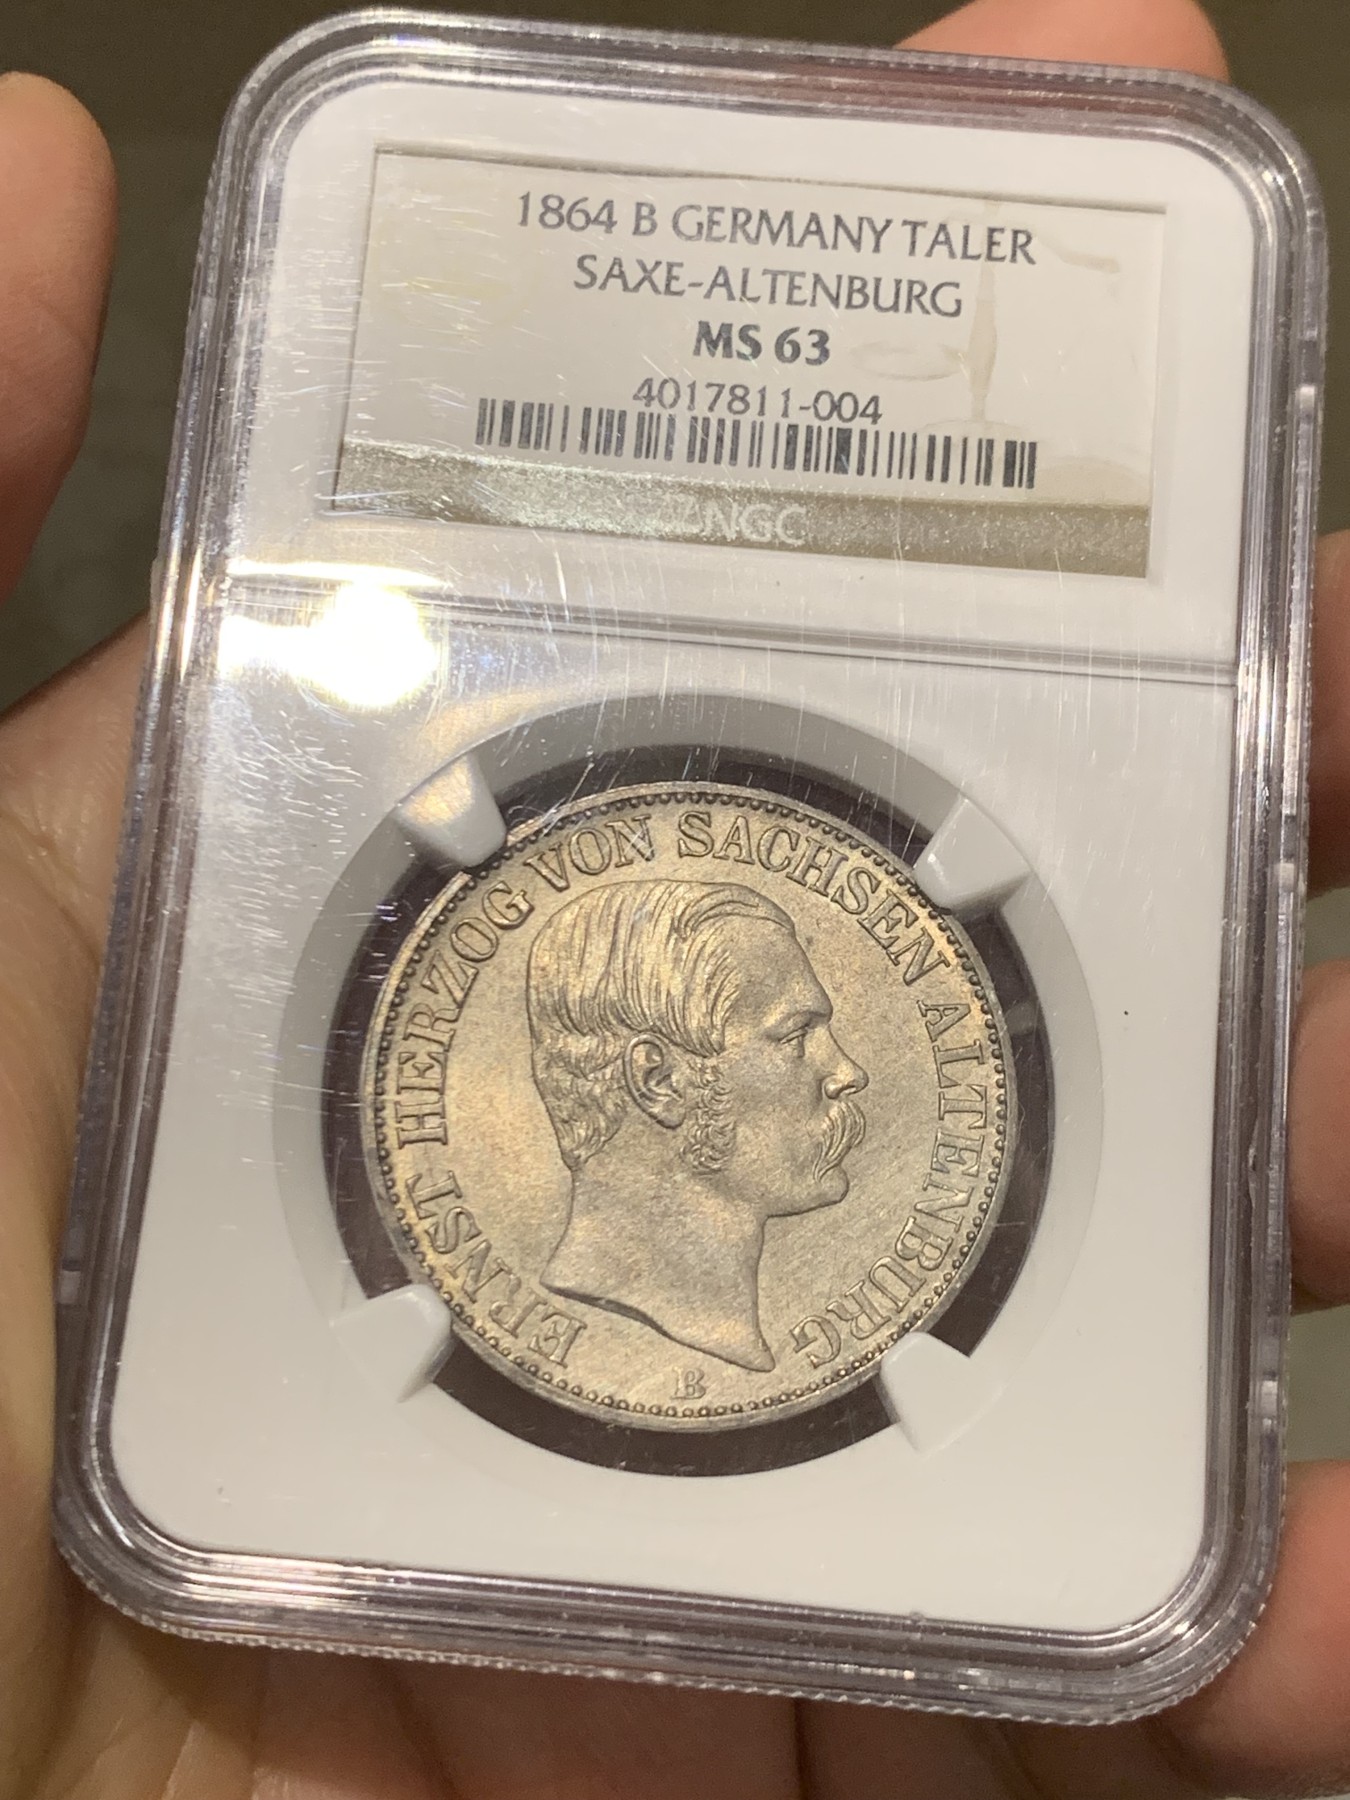 1864 B GERMANY TALER
SAXE-ALTENBURG
MS 63
4017811-004
NGC
ERNST HERZOG VON SACHSEN ALTENBURG
B